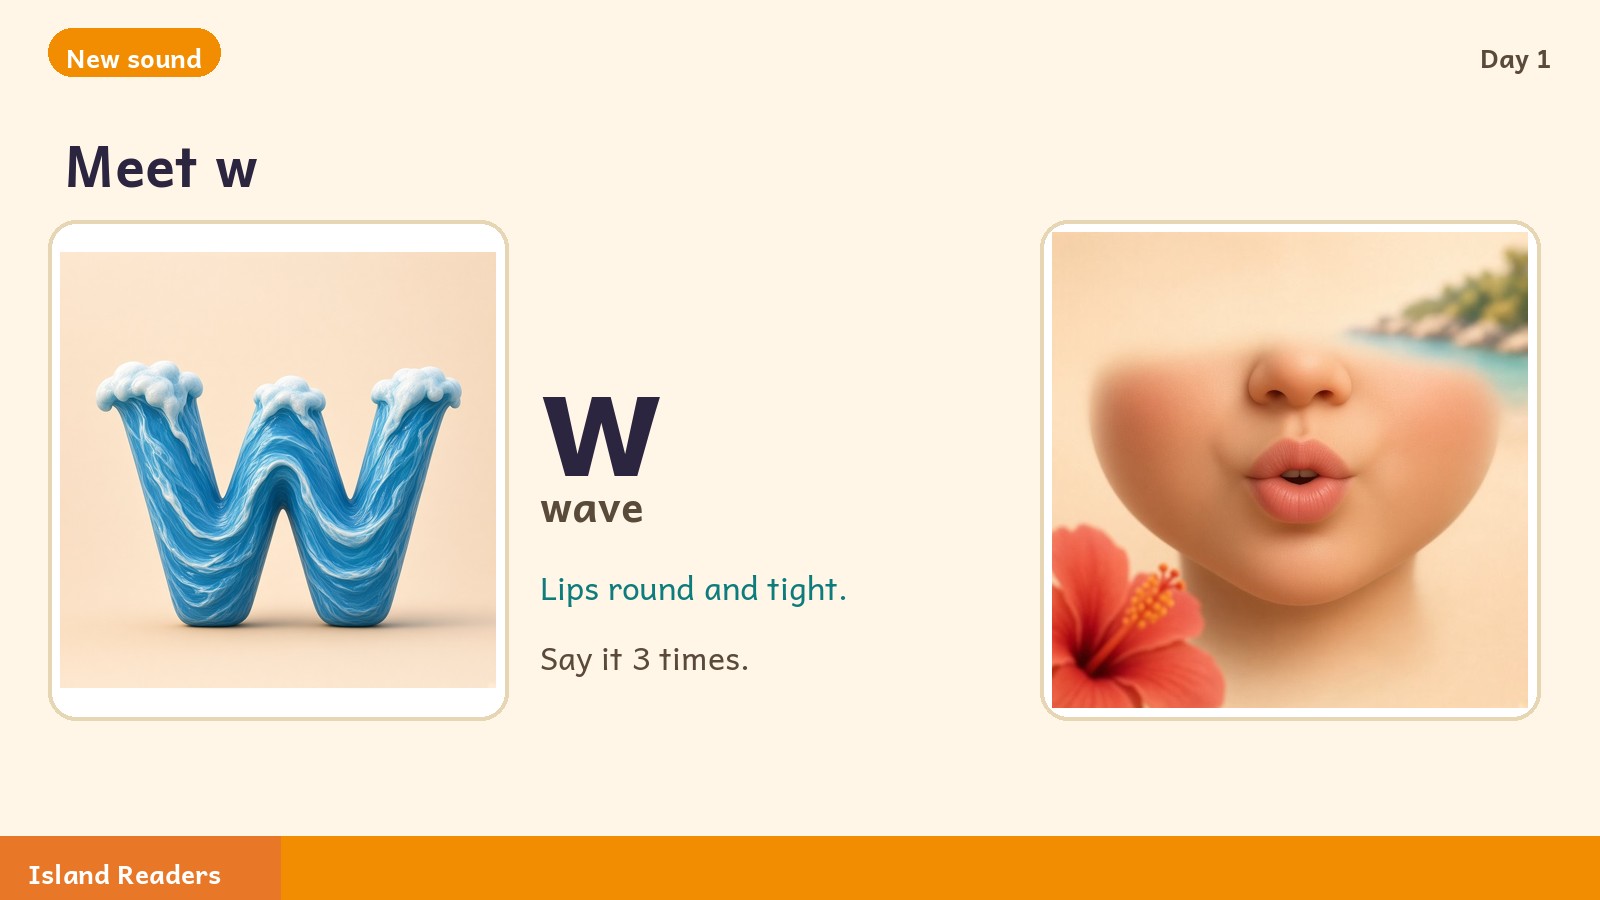 New sound
Day 1
Meet w
w
w
wave
Lips round and tight.
Say it 3 times.
Island Readers